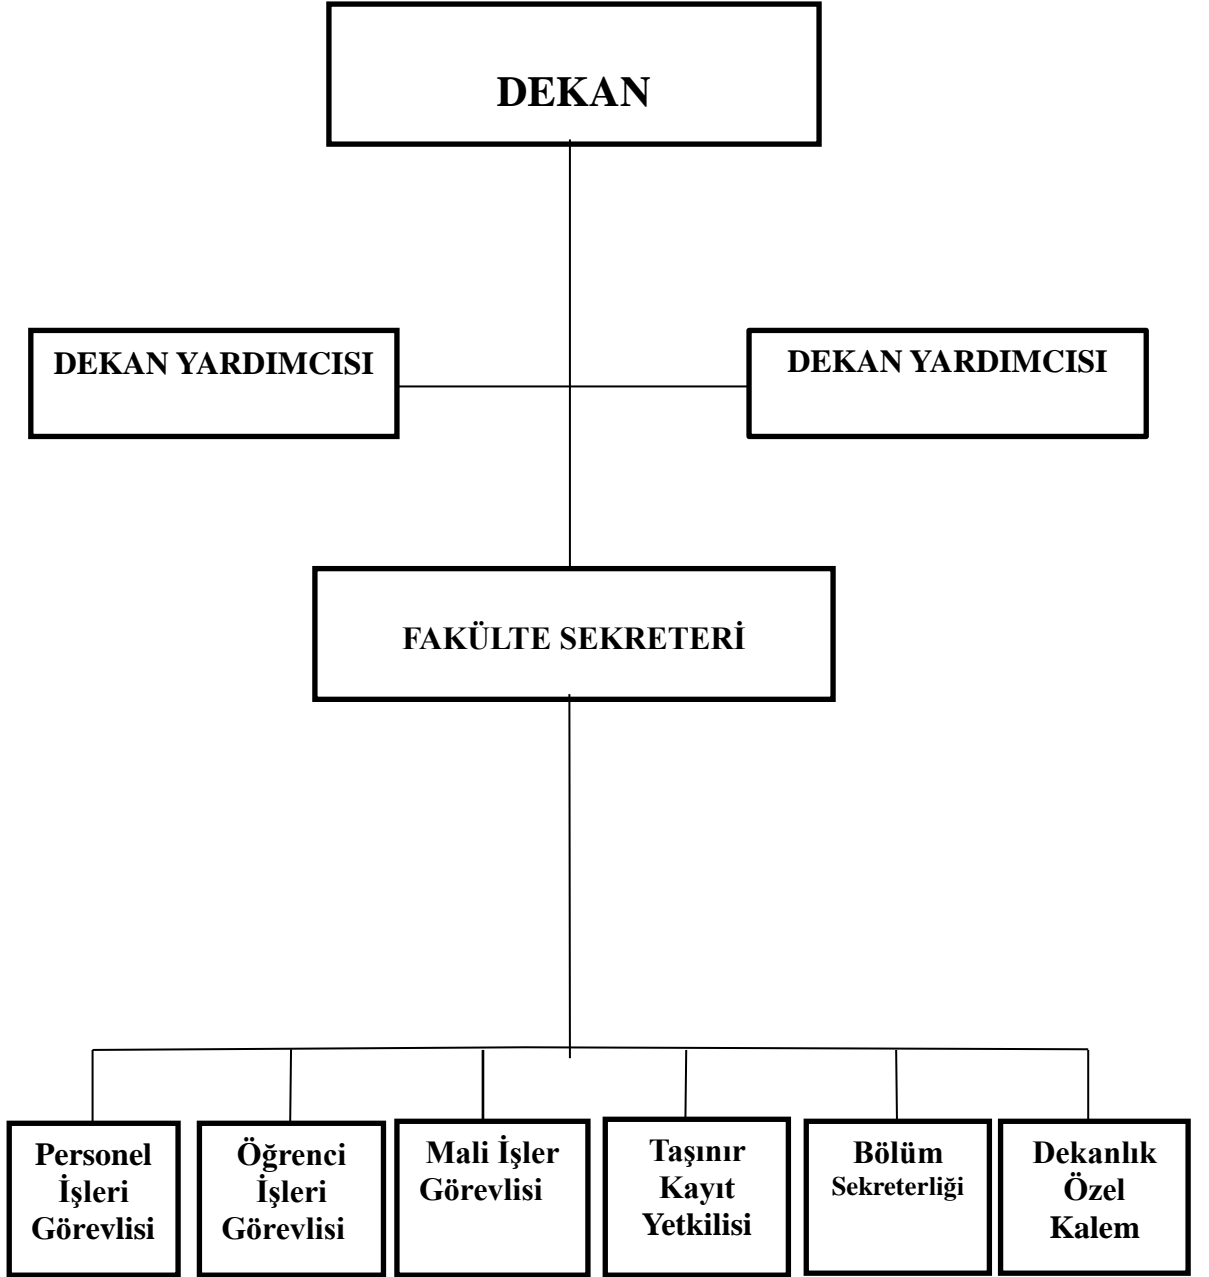 DEKAN
DEKAN YARDIMCISI
DEKAN YARDIMCISI
FAKÜLTE SEKRETERİ
Personel
İşleri
Görevlisi
Öğrenci
İşleri
Görevlisi
Mali İşler
Görevlisi
Taşınır
Kayıt
Yetkilisi
Bölüm
Sekreterliği
Dekanlık
Özel
Kalem